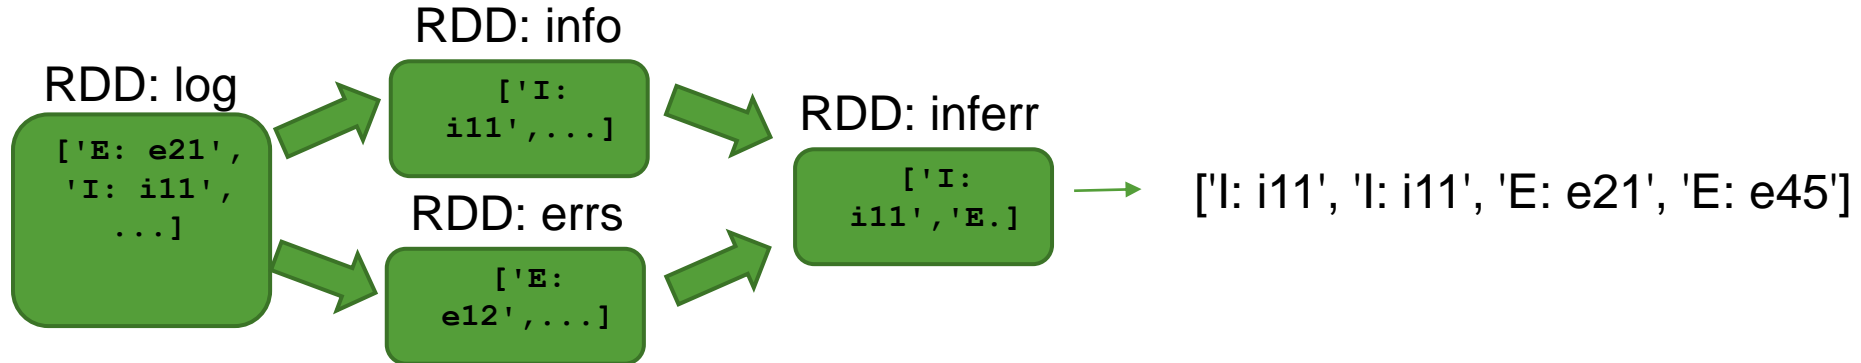 RDD: log
['E: e21',
'I: i11',
...]
RDD: info
['I:
i11',...]
RDD: errs
['E:
e12',...]
RDD: inferr
['I:
i11','E.]
['I: i11', 'I: i11', 'E: e21', 'E: e45']